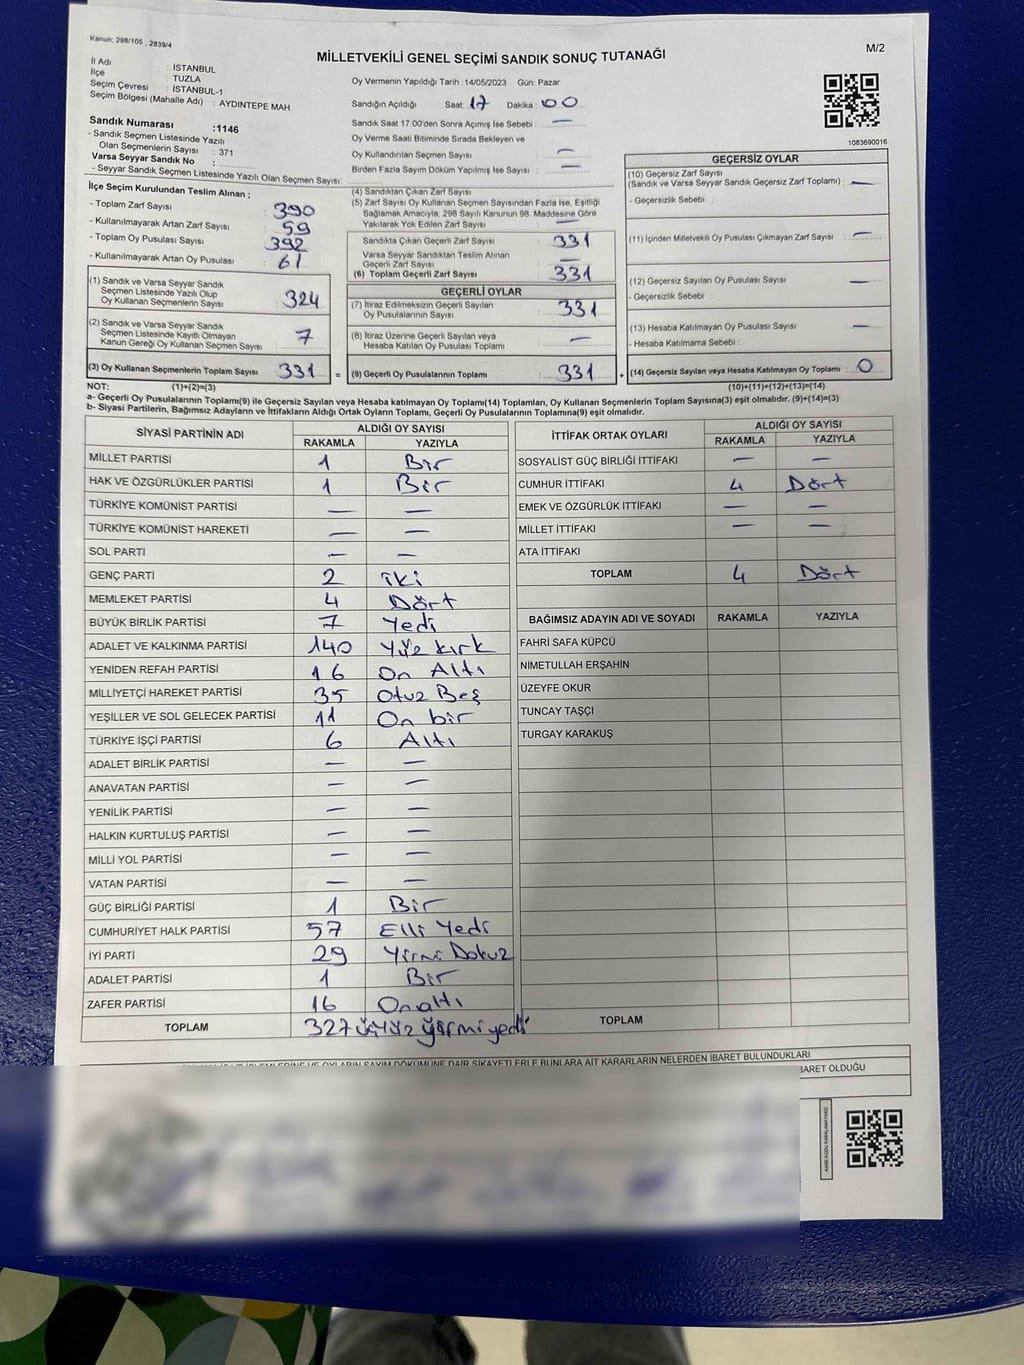 Kanun: 298/105 , 2839/4
MİLLETVEKİLİ GENEL SEÇİMİ SANDIK SONUÇ TUTANAĞI
M/2
İl Adı : İSTANBUL
İlçe : TUZLA
Seçim Çevresi : İSTANBUL-1
Seçim Bölgesi (Mahalle Adı) : AYDINTEPE MAH.
Oy Vermenin Yapıldığı Tarih :14/05/2023 Gün: Pazar
Sandığın Açıldığı Saat: 17 Dakika : 00
Sandık Saat 17.00'den Sonra Açımış İse Sebebi : —
Oy Verme Saati Bitiminde Sırada Bekleyen ve
Oy Kullandırılan Seçmen Sayısı —
Birden Fazla Sayım Döküm Yapılmış İse Sayısı : —
1083690016
Sandık Numarası :1146
- Sandık Seçmen Listesinde Yazılı
Olan Seçmenlerin Sayısı : 371
Varsa Seyyar Sandık No :
- Seyyar Sandık Seçmen Listesinde Yazılı Olan Seçmen Sayısı:
İlçe Seçim Kurulundan Teslim Alınan ;
- Toplam Zarf Sayısı : 390
- Kullanılmayarak Artan Zarf Sayısı : 59
- Toplam Oy Pusulası Sayısı : 392
- Kullanılmayarak Artan Oy Pusulası : 61
(1) Sandık ve Varsa Seyyar Sandık
Seçmen Listesinde Yazılı Olup
Oy Kullanan Seçmenlerin Sayısı : 324
(2) Sandık ve Varsa Seyyar Sandık
Seçmen Listesinde Kayıtlı Olmayan
Kanun Gereği Oy Kullanan Seçmen Sayısı : 7
(3) Oy Kullanan Seçmenlerin Toplam Sayısı : 331 =
(4) Sandıktan Çıkan Zarf Sayısı
(5) Zarf Sayısı Oy Kullanan Seçmen Sayısından Fazla İse, Eşitliği
Sağlamak Amacıyla, 298 Sayılı Kanunun 98. Maddesine Göre
Yakılarak Yok Edilen Zarf Sayısı : —
Sandıkta Çıkan Geçerli Zarf Sayısı : 331
Varsa Seyyar Sandıktan Teslim Alınan
Geçerli Zarf Sayısı : —
(6) Toplam Geçerli Zarf Sayısı : 331
GEÇERLİ OYLAR
(7) İtiraz Edilmeksizin Geçerli Sayılan
Oy Pusulalarının Sayısı : 331
(8) İtiraz Üzerine Geçerli Sayılan veya
Hesaba Katılan Oy Pusulası Toplamı : —
(9) Geçerli Oy Pusulalarının Toplamı : 331 +
GEÇERSİZ OYLAR
(10) Geçersiz Zarf Sayısı
(Sandık ve Varsa Seyyar Sandık Geçersiz Zarf Toplamı) : —
- Geçersizlik Sebebi :
(11) İçinden Milletvekili Oy Pusulası Çıkmayan Zarf Sayısı : —
(12) Geçersiz Sayılan Oy Pusulası Sayısı : —
- Geçersizlik Sebebi :
(13) Hesaba Katılmayan Oy Pusulası Sayısı : —
- Hesaba Katılmama Sebebi :
(14) Geçersiz Sayılan veya Hesaba Katılmayan Oy Toplamı : 0
NOT: (1)+(2)=(3)
(10)+(11)+(12)+(13)=(14)
a- Geçerli Oy Pusulalarının Toplamı(9) ile Geçersiz Sayılan veya Hesaba katılmayan Oy Toplamı(14) Toplamları, Oy Kullanan Seçmenlerin Toplam Sayısına(3) eşit olmalıdır. (9)+(14)=(3)
b- Siyasi Partilerin, Bağımsız Adayların ve İttifakların Aldığı Ortak Oyların Toplamı, Geçerli Oy Pusulalarının Toplamına(9) eşit olmalıdır.
SİYASİ PARTİNİN ADI ALDIĞI OY SAYISI
RAKAMLA YAZIYLA
MİLLET PARTİSİ 1 Bir
HAK VE ÖZGÜRLÜKLER PARTİSİ 1 Bir
TÜRKİYE KOMÜNİST PARTİSİ — —
TÜRKİYE KOMÜNİST HAREKETİ — —
SOL PARTİ — —
GENÇ PARTİ 2 iki
MEMLEKET PARTİSİ 4 Dört
BÜYÜK BİRLİK PARTİSİ 7 Yedi
ADALET VE KALKINMA PARTİSİ 140 Yüz kırk
YENİDEN REFAH PARTİSİ 16 On Altı
MİLLİYETÇİ HAREKET PARTİSİ 35 Otuz Beş
YEŞİLLER VE SOL GELECEK PARTİSİ 11 On bir
TÜRKİYE İŞÇİ PARTİSİ 6 Altı
ADALET BİRLİK PARTİSİ — —
ANAVATAN PARTİSİ — —
YENİLİK PARTİSİ — —
HALKIN KURTULUŞ PARTİSİ — —
MİLLİ YOL PARTİSİ — —
VATAN PARTİSİ — —
GÜÇ BİRLİĞİ PARTİSİ 1 Bir
CUMHURİYET HALK PARTİSİ 57 Elli Yedi
İYİ PARTİ 29 Yirmi Dokuz
ADALET PARTİSİ 1 Bir
ZAFER PARTİSİ 16 On altı
TOPLAM 327 üçyüz yirmi yedi
İTTİFAK ORTAK OYLARI ALDIĞI OY SAYISI
RAKAMLA YAZIYLA
SOSYALİST GÜÇ BİRLİĞİ İTTİFAKI — —
CUMHUR İTTİFAKI 4 Dört
EMEK VE ÖZGÜRLÜK İTTİFAKI — —
MİLLET İTTİFAKI — —
ATA İTTİFAKI
TOPLAM 4 Dört
BAĞIMSIZ ADAYIN ADI VE SOYADI RAKAMLA YAZIYLA
FAHRİ SAFA KÜPCÜ
NİMETULLAH ERŞAHİN
ÜZEYFE OKUR
TUNCAY TAŞÇI
TURGAY KARAKUŞ
TOPLAM
OYLARIN SAYIM DÖKÜMÜNE DAİR ŞİKAYETLERLE BUNLARA AİT KARARLARIN NELERDEN İBARET BULUNDUKLARI
İBARET OLDUĞU